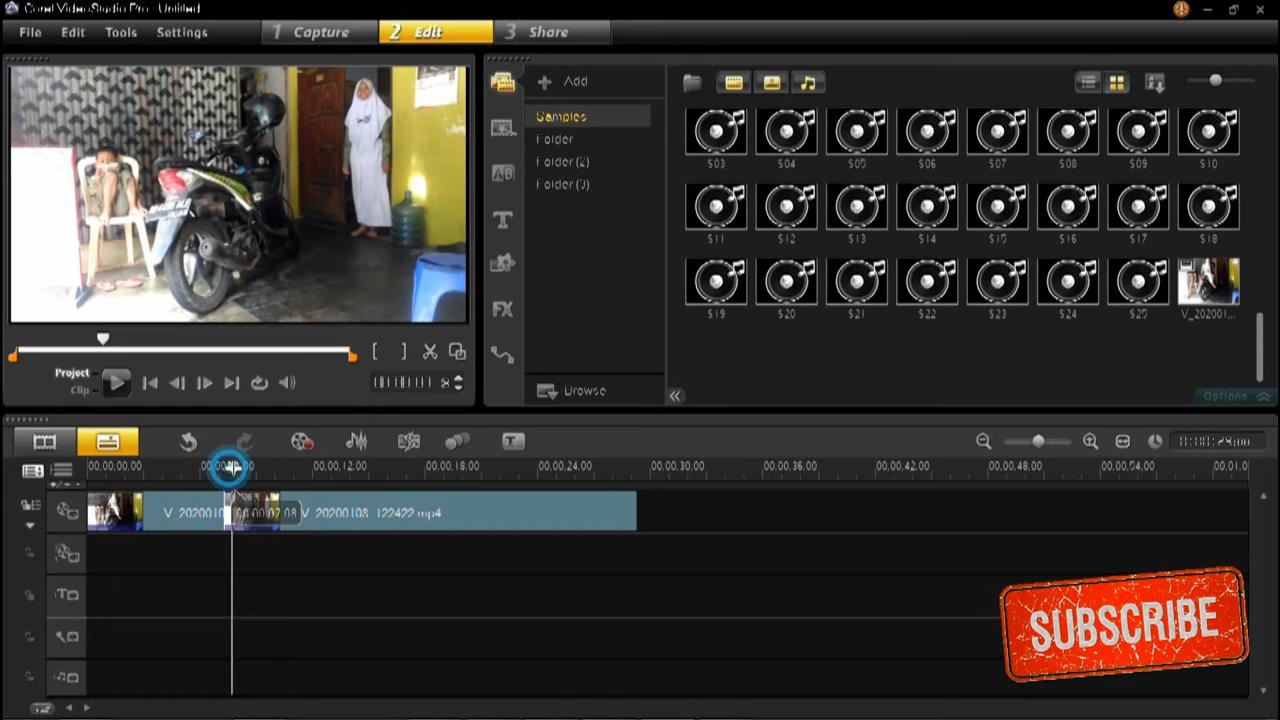 Corel VideoStudio Pro - Untitled
File Edit Tools Settings 1 Capture 2 Edit 3 Share
Add
Samples
Folder
Folder (2)
Folder (3)
Browse
S03 S04 S05 S06 S07 S08 S09 S10
S11 S12 S13 S14 S15 S16 S17 S18
S19 S20 S21 S22 S23 S24 S25 V_202001...
Options
Project
Clip
0:00:29:00
00.00.00.00 00.00.12.00 00.00.18.00 00.00.24.00 00.00.30.00 00.00.36.00 00.00.42.00 00.00.48.00 00.00.54.00 00.01.0
V_202010 00.00.07.08 V_20200108_122422.mp4
SUBSCRIBE